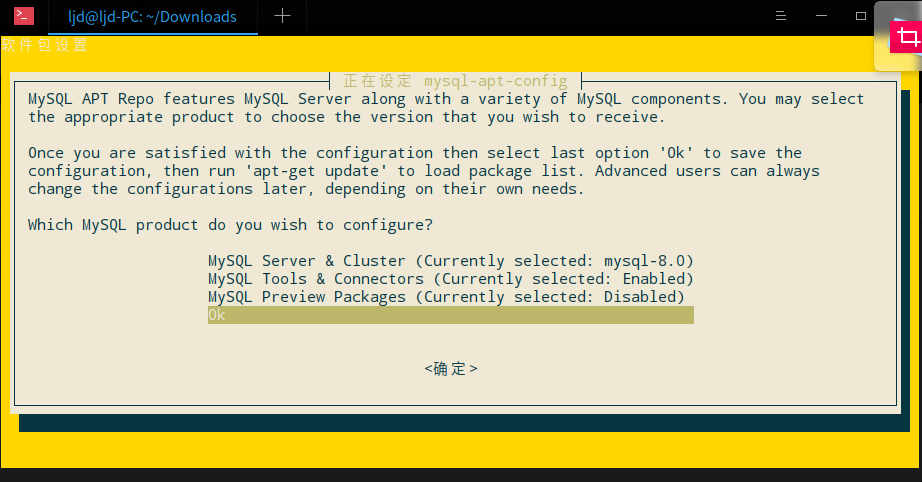 ljd@ljd-PC: ~/Downloads
软件包设置
正在设定 mysql-apt-config
MySQL APT Repo features MySQL Server along with a variety of MySQL components. You may select
the appropriate product to choose the version that you wish to receive.
Once you are satisfied with the configuration then select last option 'Ok' to save the
configuration, then run 'apt-get update' to load package list. Advanced users can always
change the configurations later, depending on their own needs.
Which MySQL product do you wish to configure?
MySQL Server & Cluster (Currently selected: mysql-8.0)
MySQL Tools & Connectors (Currently selected: Enabled)
MySQL Preview Packages (Currently selected: Disabled)
Ok
<确定>